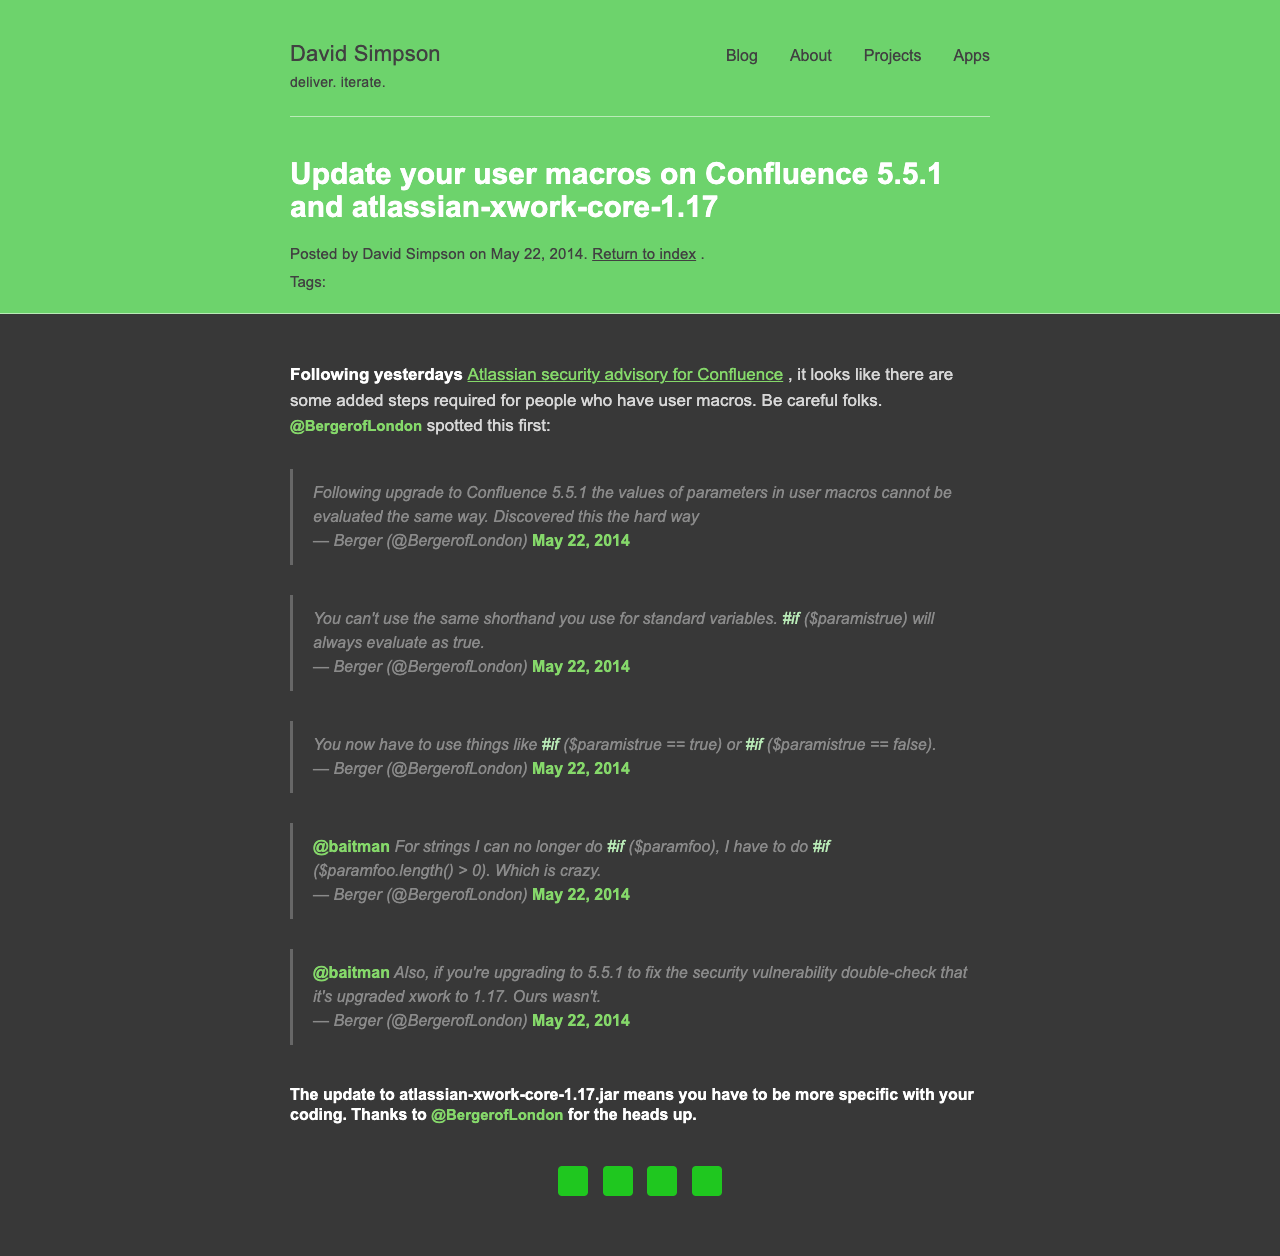 David Simpson
deliver. iterate.
Blog About Projects Apps
Update your user macros on Confluence 5.5.1
and atlassian-xwork-core-1.17
Posted by David Simpson on May 22, 2014. Return to index .
Tags:
Following yesterdays Atlassian security advisory for Confluence , it looks like there are
some added steps required for people who have user macros. Be careful folks.
@BergerofLondon spotted this first:
Following upgrade to Confluence 5.5.1 the values of parameters in user macros cannot be
evaluated the same way. Discovered this the hard way
— Berger (@BergerofLondon) May 22, 2014
You can't use the same shorthand you use for standard variables. #if ($paramistrue) will
always evaluate as true.
— Berger (@BergerofLondon) May 22, 2014
You now have to use things like #if ($paramistrue == true) or #if ($paramistrue == false).
— Berger (@BergerofLondon) May 22, 2014
@baitman For strings I can no longer do #if ($paramfoo), I have to do #if
($paramfoo.length() > 0). Which is crazy.
— Berger (@BergerofLondon) May 22, 2014
@baitman Also, if you're upgrading to 5.5.1 to fix the security vulnerability double-check that
it's upgraded xwork to 1.17. Ours wasn't.
— Berger (@BergerofLondon) May 22, 2014
The update to atlassian-xwork-core-1.17.jar means you have to be more specific with your
coding. Thanks to @BergerofLondon for the heads up.